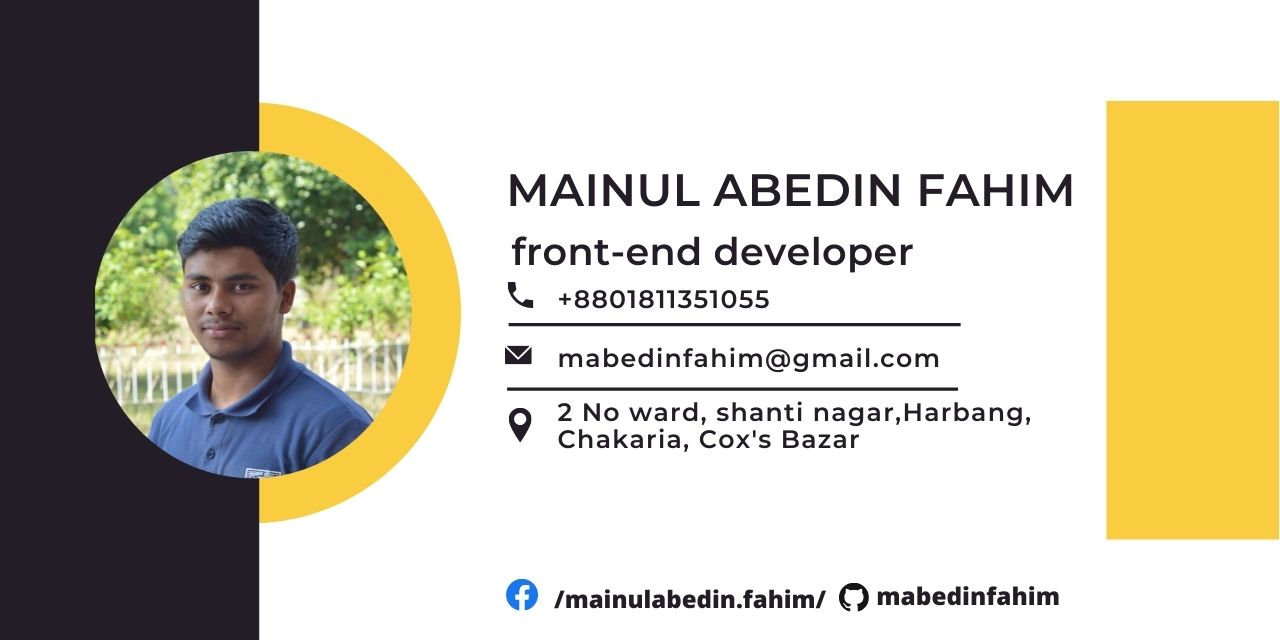 MAINUL ABEDIN FAHIM
front-end developer
+8801811351055
mabedinfahim@gmail.com
2 No ward, shanti nagar,Harbang,
Chakaria, Cox's Bazar
/mainulabedin.fahim/ mabedinfahim